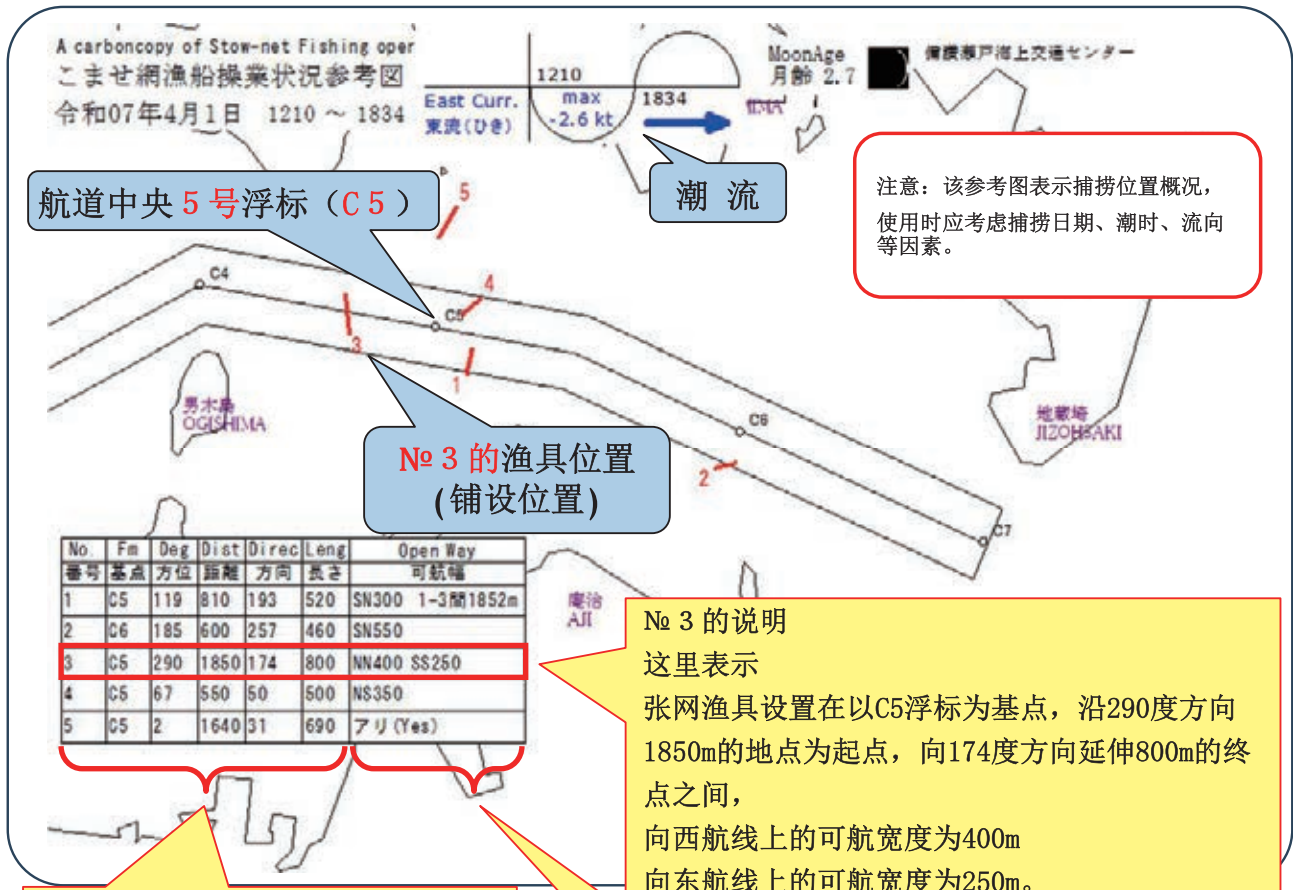 A carboncopy of Stow-net Fishing oper
こませ網漁船操業状況参考図
令和07年4月1日 1210 ~ 1834
East Curr.
東流(ひき)
1210
max
-2.6 kt
1834
MoonAge
月齢 2.7
備讃瀬戸海上交通センター
IMA
注意：该参考图表示捕捞位置概况，
使用时应考虑捕捞日期、潮时、流向
等因素。
潮 流
航道中央５号浮标（C５）
5
C4
4
C5
3
1
男木島
OGISHIMA
C6
地蔵埼
JIZOHSAKI
№３的渔具位置
(铺设位置)
2
C7
No. Fm Deg Dist Direc Leng Open Way
番号 基点 方位 距離 方向 長さ 可航幅
1 C5 119 810 193 520 SN300 1-3間1852m
2 C6 185 600 257 460 SN550
3 C5 290 1850 174 800 NN400 SS250
4 C5 67 550 50 500 NS350
5 C5 2 1640 31 690 アリ(Yes)
庵治
AJI
№３的说明
这里表示
张网渔具设置在以C5浮标为基点，沿290度方向
1850m的地点为起点，向174度方向延伸800m的终
点之间，
向西航线上的可航宽度为400m
向东航线上的可航宽度为250m。